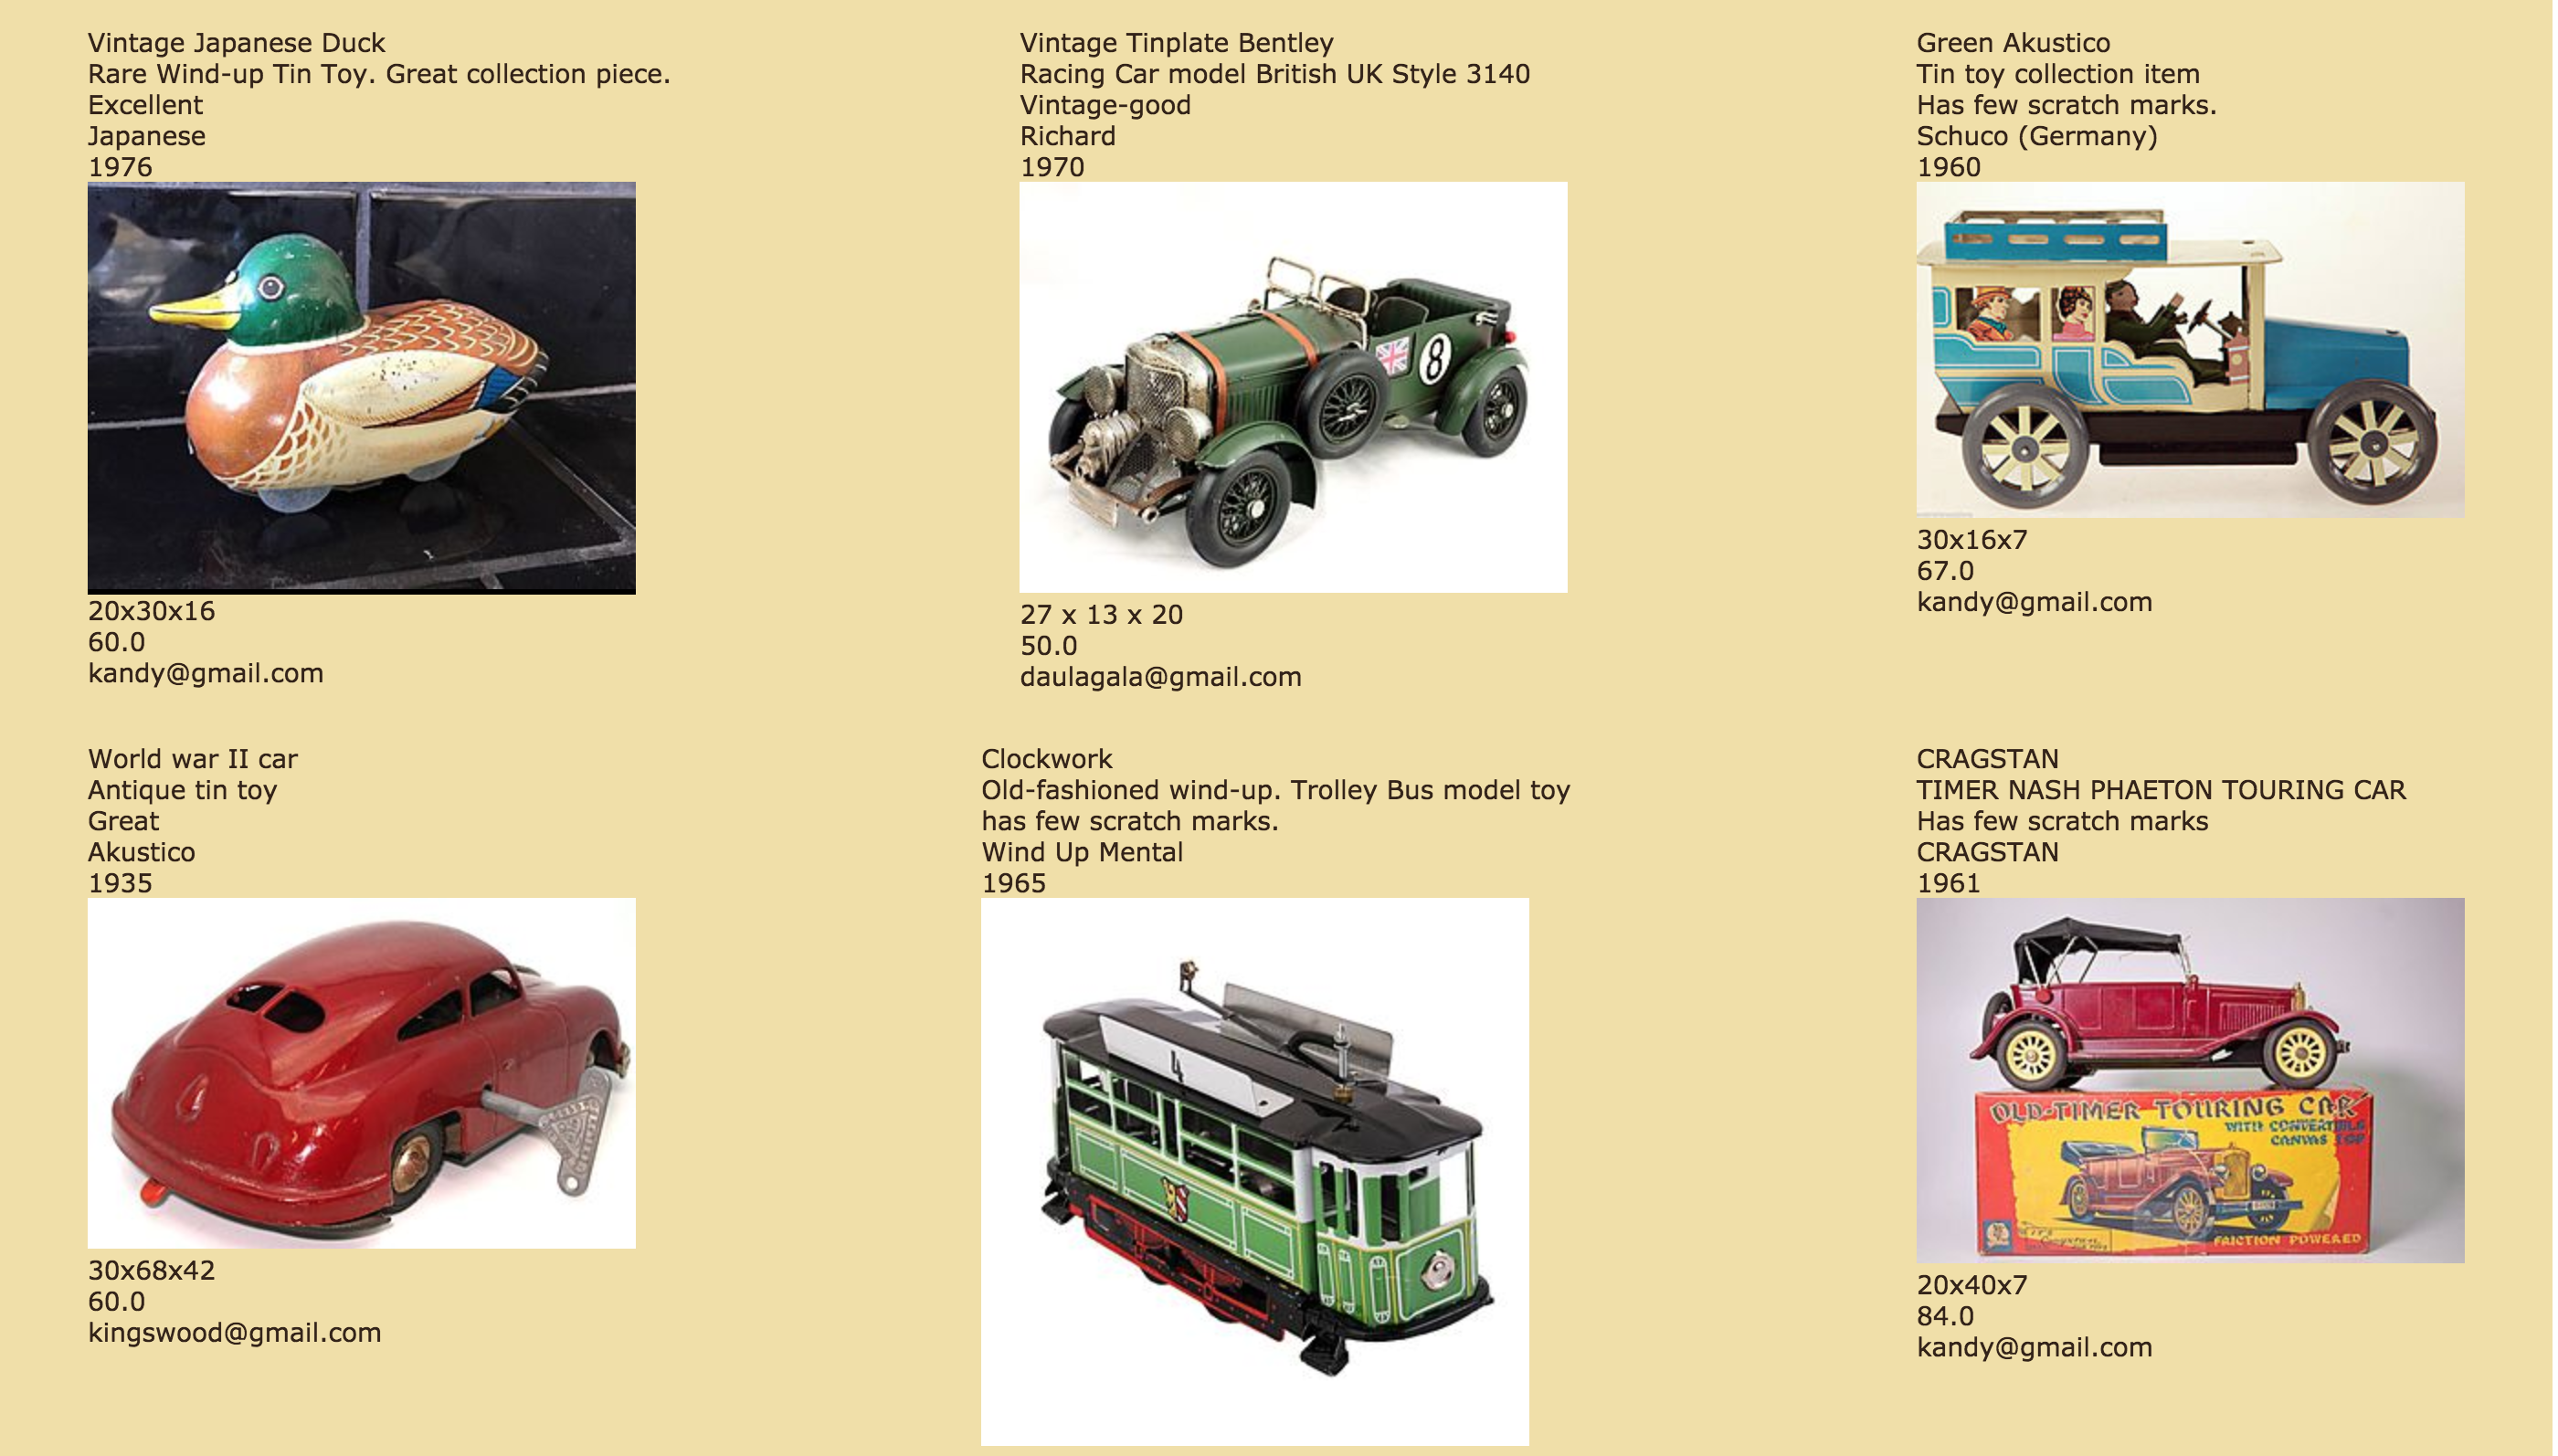 Vintage Japanese Duck
Rare Wind-up Tin Toy. Great collection piece.
Excellent
Japanese
1976
20x30x16
60.0
kandy@gmail.com
Vintage Tinplate Bentley
Racing Car model British UK Style 3140
Vintage-good
Richard
1970
8
27 x 13 x 20
50.0
daulagala@gmail.com
Green Akustico
Tin toy collection item
Has few scratch marks.
Schuco (Germany)
1960
30x16x7
67.0
kandy@gmail.com
World war II car
Antique tin toy
Great
Akustico
1935
30x68x42
60.0
kingswood@gmail.com
Clockwork
Old-fashioned wind-up. Trolley Bus model toy
has few scratch marks.
Wind Up Mental
1965
4
CRAGSTAN
TIMER NASH PHAETON TOURING CAR
Has few scratch marks
CRAGSTAN
1961
OLD-TIMER TOURING CAR
WITH CONVERTIBLE
CANVAS TOP
FRICTION POWERED
20x40x7
84.0
kandy@gmail.com